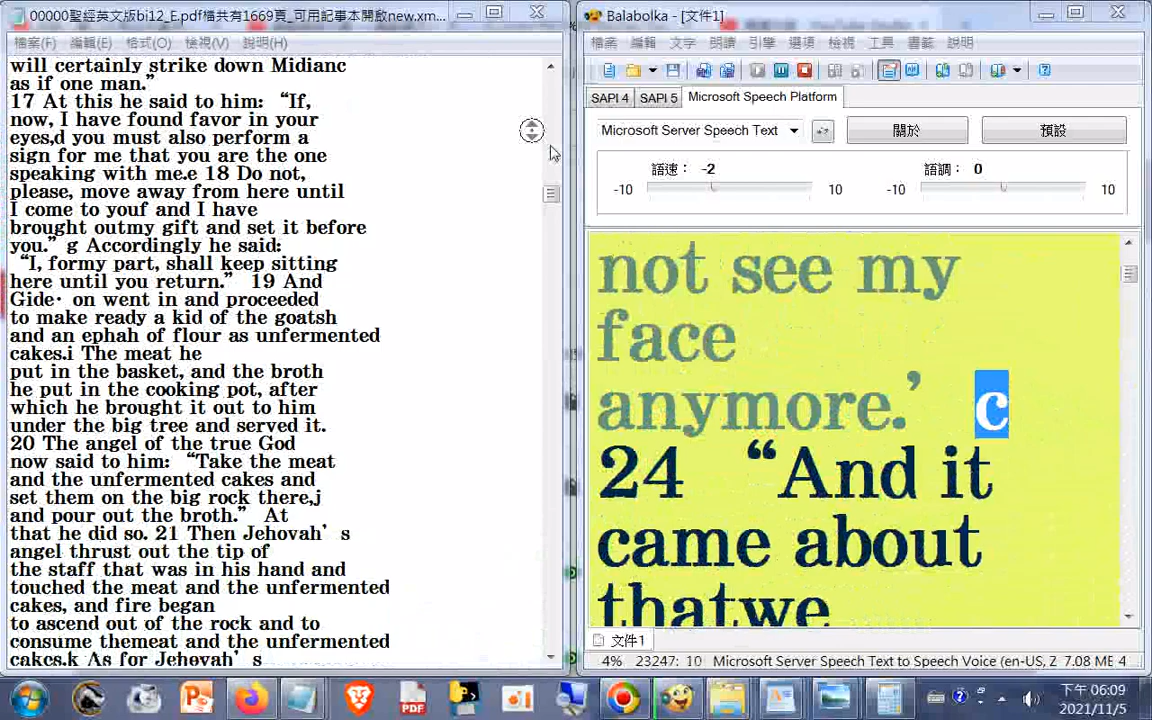 00000聖經英文版bi12_E.pdf檔共有1669頁_可用記事本開啟new.xm...
檔案(F) 編輯(E) 格式(O) 檢視(V) 說明(H)
will certainly strike down Midianc
as if one man.”
17 At this he said to him: “If,
now, I have found favor in your
eyes,d you must also perform a
sign for me that you are the one
speaking with me.e 18 Do not,
please, move away from here until
I come to youf and I have
brought outmy gift and set it before
you.” g Accordingly he said:
“I, formy part, shall keep sitting
here until you return.” 19 And
Gide· on went in and proceeded
to make ready a kid of the goatsh
and an ephah of flour as unfermented
cakes.i The meat he
put in the basket, and the broth
he put in the cooking pot, after
which he brought it out to him
under the big tree and served it.
20 The angel of the true God
now said to him: “Take the meat
and the unfermented cakes and
set them on the big rock there,j
and pour out the broth.” At
that he did so. 21 Then Jehovah’s
angel thrust out the tip of
the staff that was in his hand and
touched the meat and the unfermented
cakes, and fire began
to ascend out of the rock and to
consume themeat and the unfermented
cakes.k As for Jehovah’s
Balabolka - [文件1]
檔案 編輯 文字 朗讀 引擎 選項 檢視 工具 書籤 說明
SAPI 4 SAPI 5 Microsoft Speech Platform
Microsoft Server Speech Text 關於 預設
語速： -2 語調： 0
-10 10 -10 10
not see my
face
anymore.’ c
24 “And it
came about
thatwe
文件1
4% 23247: 10 Microsoft Server Speech Text to Speech Voice (en-US, Z 7.08 ME 4
PDF
下午 06:09
2021/11/5